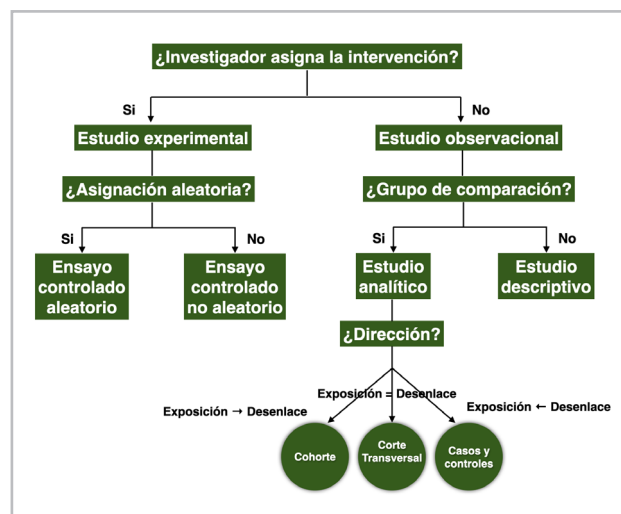 ¿Investigador asigna la intervención?
Si
No
Estudio experimental
Estudio observacional
¿Asignación aleatoria?
¿Grupo de comparación?
Si
No
Si
No
Ensayo
controlado
aleatorio
Ensayo
controlado
no aleatorio
Estudio
analítico
Estudio
descriptivo
¿Dirección?
Exposición → Desenlace
Exposición = Desenlace
Exposición ← Desenlace
Cohorte
Corte
Transversal
Casos y
controles